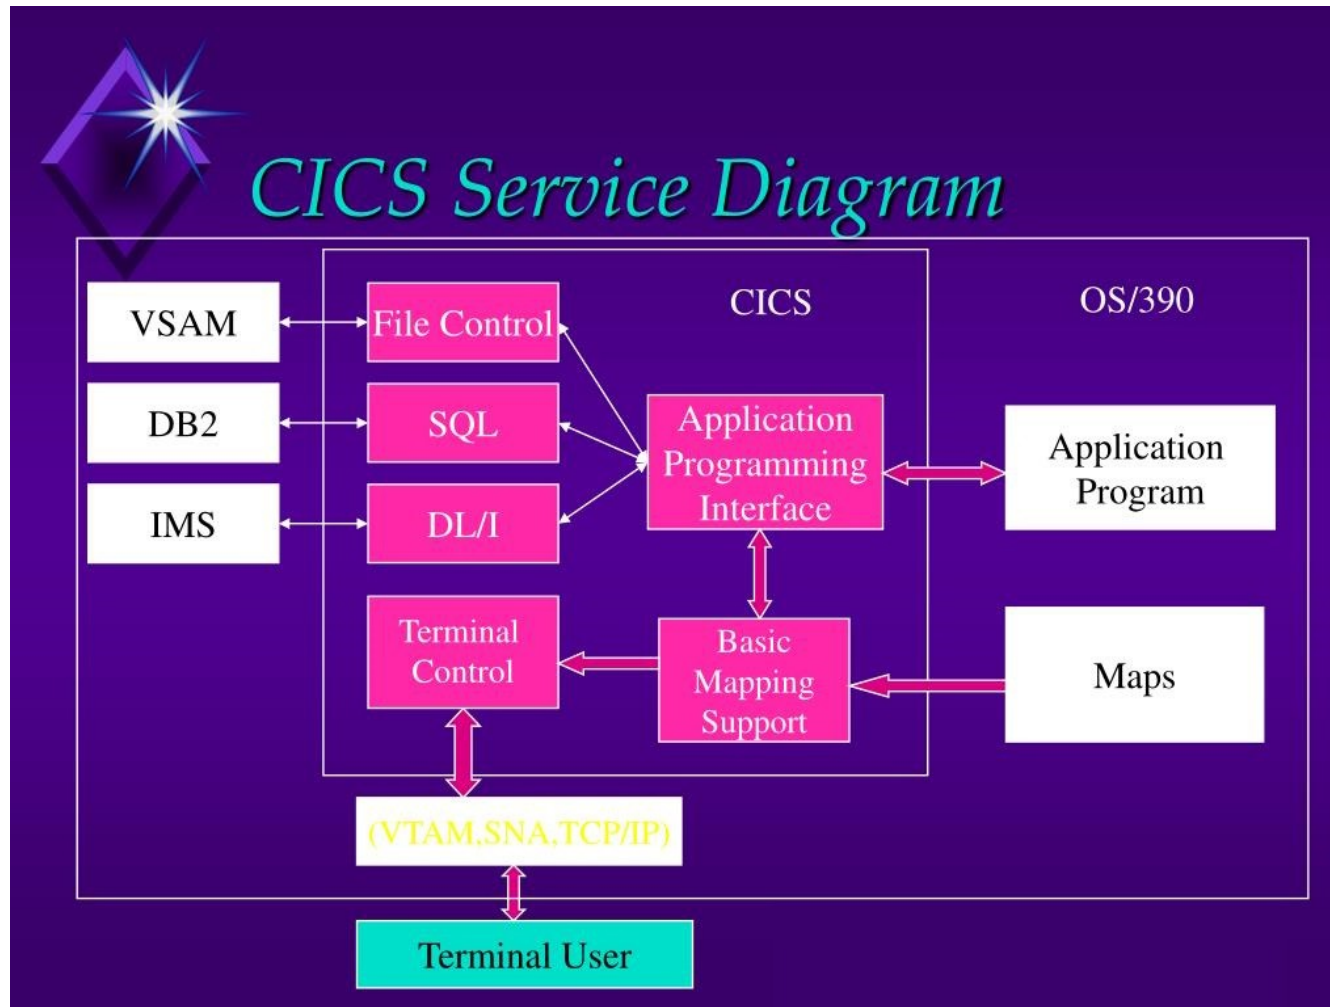 CICS Service Diagram
CICS
OS/390
VSAM
File Control
DB2
SQL
Application
Programming
Interface
Application
Program
IMS
DL/I
Terminal
Control
Basic
Mapping
Support
Maps
(VTAM,SNA,TCP/IP)
Terminal User